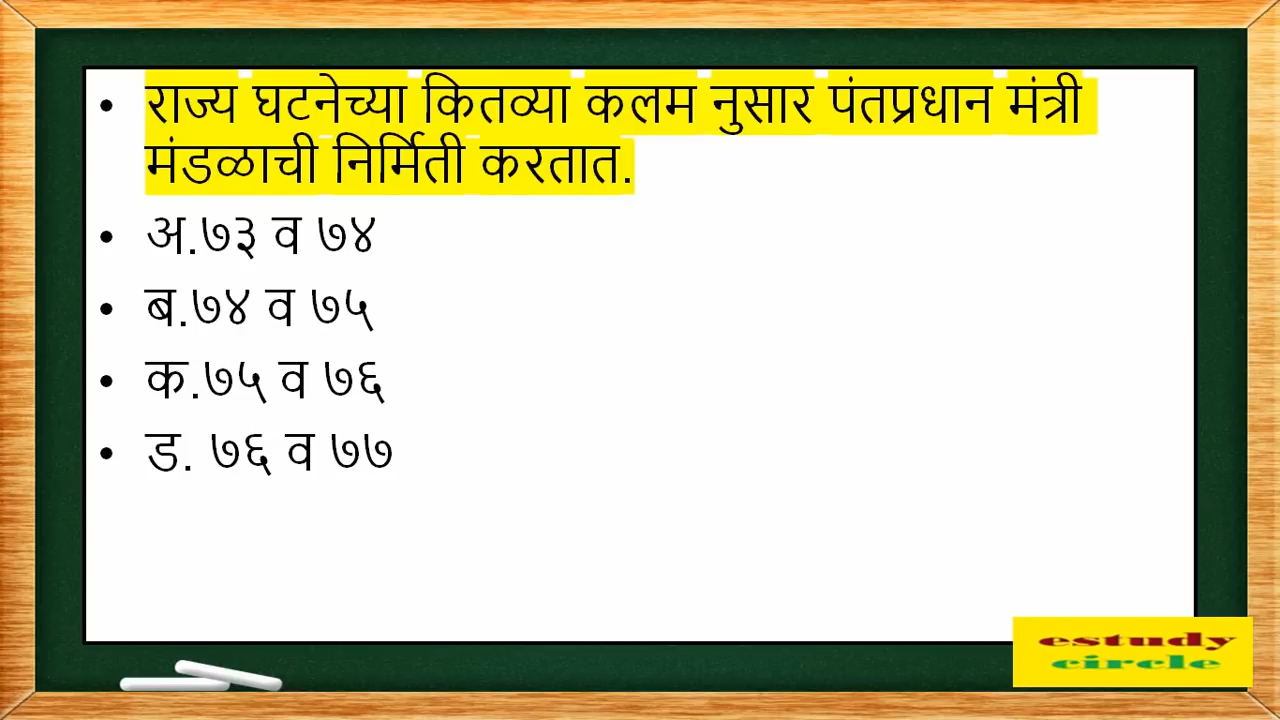 • राज्य घटनेच्या कितव्या कलम नुसार पंतप्रधान मंत्री
मंडळाची निर्मिती करतात.
• अ.७३ व ७४
• ब.७४ व ७५
• क.७५ व ७६
• ड. ७६ व ७७
estudy
circle